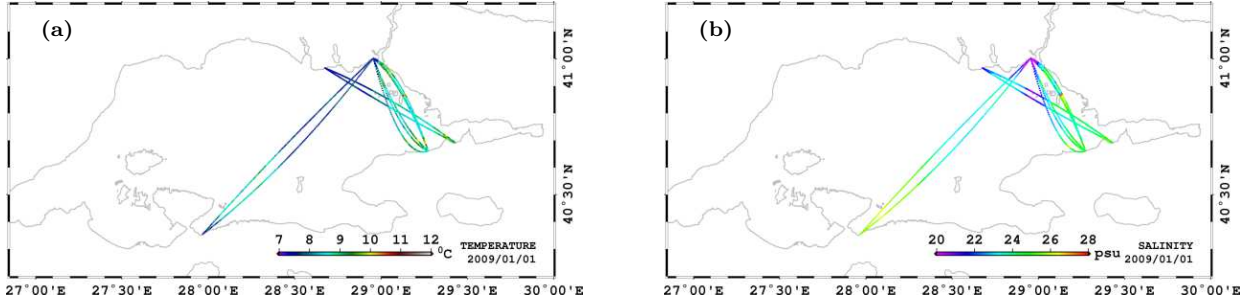 (a)
41°00'N
40°30'N
7 8 9 10 11 12
°C
TEMPERATURE
2009/01/01
27°00'E 27°30'E 28°00'E 28°30'E 29°00'E 29°30'E 30°00'E
(b)
41°00'N
40°30'N
20 22 24 26 28
psu
SALINITY
2009/01/01
27°00'E 27°30'E 28°00'E 28°30'E 29°00'E 29°30'E 30°00'E